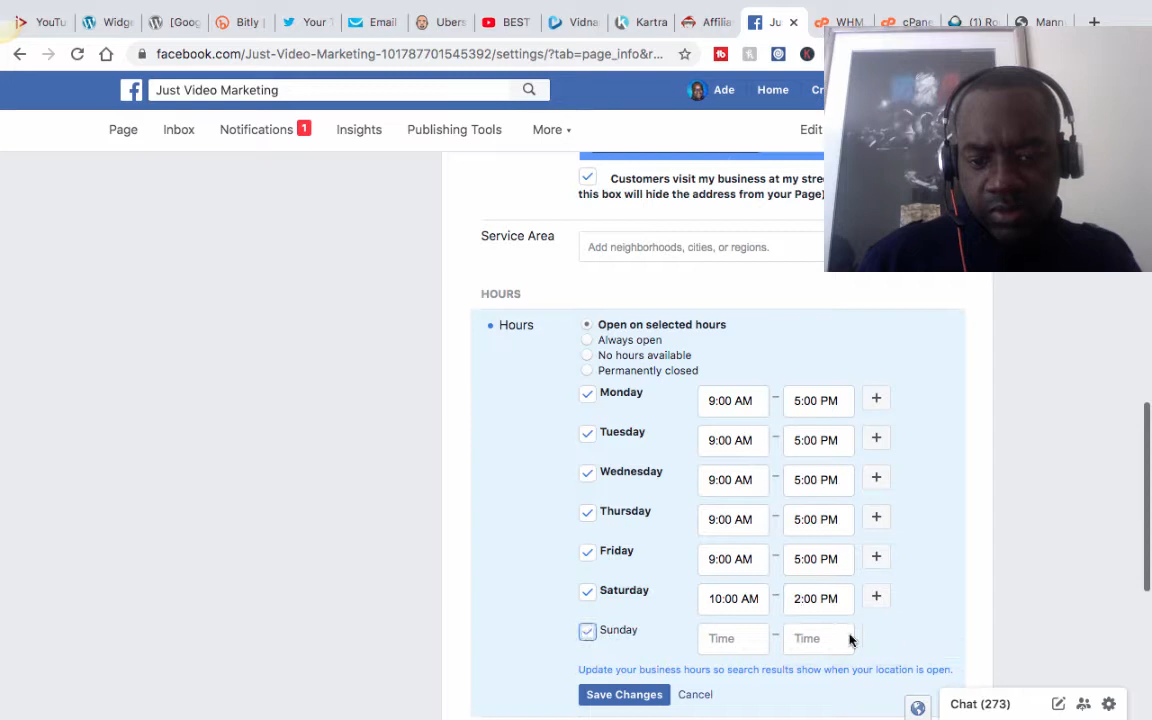 YouTu Widge [Goog Bitly | Your T Email Ubers BEST Vidna Kartra Affilia Ju WHM cPane (1) Ro Mann
facebook.com/Just-Video-Marketing-101787701545392/settings/?tab=page_info&r...
Just Video Marketing
Ade Home Cr
Page Inbox Notifications 1 Insights Publishing Tools More Edit
Customers visit my business at my stre
this box will hide the address from your Page)
Service Area
Add neighborhoods, cities, or regions.
HOURS
Hours
Open on selected hours
Always open
No hours available
Permanently closed
Monday 9:00 AM – 5:00 PM +
Tuesday 9:00 AM – 5:00 PM +
Wednesday 9:00 AM – 5:00 PM +
Thursday 9:00 AM – 5:00 PM +
Friday 9:00 AM – 5:00 PM +
Saturday 10:00 AM – 2:00 PM +
Sunday Time – Time
Update your business hours so search results show when your location is open.
Save Changes Cancel
Chat (273)